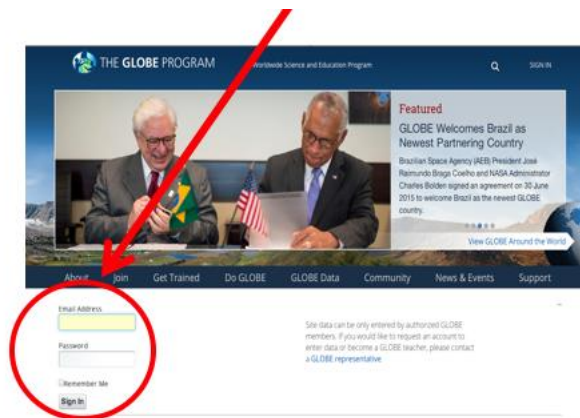 THE GLOBE PROGRAM
Worldwide Science and Education Program
SIGN IN
Featured
GLOBE Welcomes Brazil as
Newest Partnering Country
Brazilian Space Agency (AEB) President José
Raimundo Braga Coelho and NASA Administrator
Charles Bolden signed an agreement on 30 June
2015 to welcome Brazil as the newest GLOBE
country.
View GLOBE Around the World
About Join Get Trained Do GLOBE GLOBE Data Community News & Events Support
Email Address
Password
Remember Me
Sign In
Site data can be only entered by authorized GLOBE
members. If you would like to request an account to
enter data or become a GLOBE teacher, please contact
a GLOBE representative